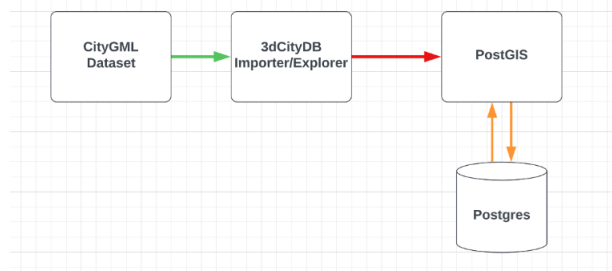 CityGML
Dataset
3dCityDB
Importer/Explorer
PostGIS
Postgres